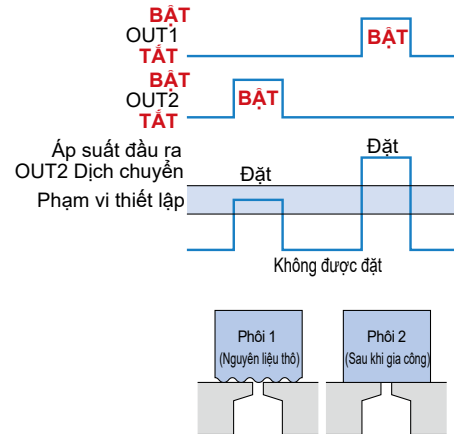 BẬT
OUT1
TẮT
BẬT
BẬT
OUT2
TẮT
BẬT
Áp suất đầu ra
OUT2 Dịch chuyển
Phạm vi thiết lập
Đặt
Đặt
Không được đặt
Phôi 1
(Nguyên liệu thô)
Phôi 2
(Sau khi gia công)